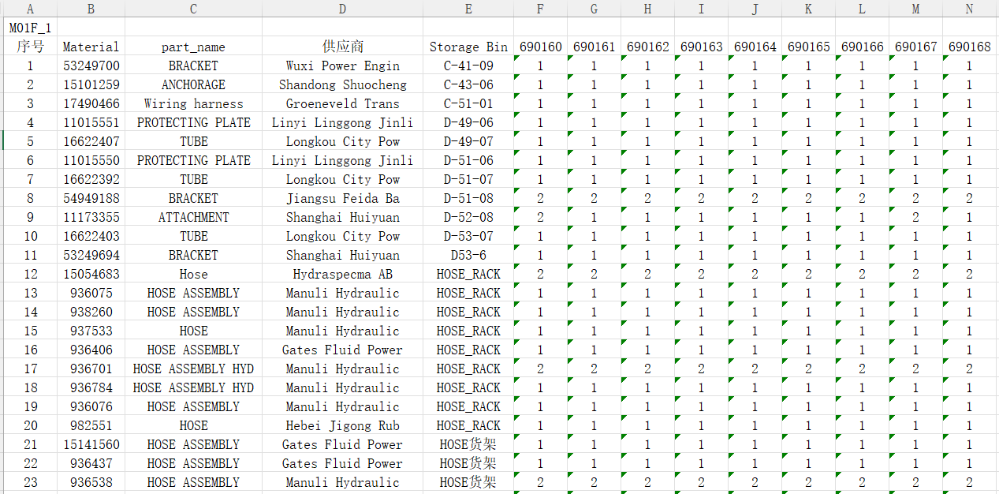 A B C D E F G H I J K L M N
M01F_1
序号 Material part_name 供应商 Storage Bin 690160 690161 690162 690163 690164 690165 690166 690167 690168
1 53249700 BRACKET Wuxi Power Engin C-41-09 1 1 1 1 1 1 1 1 1
2 15101259 ANCHORAGE Shandong Shuocheng C-43-06 1 1 1 1 1 1 1 1 1
3 17490466 Wiring harness Groeneveld Trans C-51-01 1 1 1 1 1 1 1 1 1
4 11015551 PROTECTING PLATE Linyi Linggong Jinli D-49-06 1 1 1 1 1 1 1 1 1
5 16622407 TUBE Longkou City Pow D-49-07 1 1 1 1 1 1 1 1 1
6 11015550 PROTECTING PLATE Linyi Linggong Jinli D-51-06 1 1 1 1 1 1 1 1 1
7 16622392 TUBE Longkou City Pow D-51-07 1 1 1 1 1 1 1 1 1
8 54949188 BRACKET Jiangsu Feida Ba D-51-08 2 2 2 2 2 2 2 2 2
9 11173355 ATTACHMENT Shanghai Huiyuan D-52-08 2 1 1 1 1 1 1 2 1
10 16622403 TUBE Longkou City Pow D-53-07 1 1 1 1 1 1 1 1 1
11 53249694 BRACKET Shanghai Huiyuan D53-6 1 1 1 1 1 1 1 1 1
12 15054683 Hose Hydraspecma AB HOSE_RACK 2 2 2 2 2 2 2 2 2
13 936075 HOSE ASSEMBLY Manuli Hydraulic HOSE_RACK 1 1 1 1 1 1 1 1 1
14 938260 HOSE ASSEMBLY Manuli Hydraulic HOSE_RACK 1 1 1 1 1 1 1 1 1
15 937533 HOSE Manuli Hydraulic HOSE_RACK 1 1 1 1 1 1 1 1 1
16 936406 HOSE ASSEMBLY Gates Fluid Power HOSE_RACK 1 1 1 1 1 1 1 1 1
17 936701 HOSE ASSEMBLY HYD Manuli Hydraulic HOSE_RACK 2 2 2 2 2 2 2 2 2
18 936784 HOSE ASSEMBLY HYD Manuli Hydraulic HOSE_RACK 1 1 1 1 1 1 1 1 1
19 936076 HOSE ASSEMBLY Manuli Hydraulic HOSE_RACK 1 1 1 1 1 1 1 1 1
20 982551 HOSE Hebei Jigong Rub HOSE_RACK 1 1 1 1 1 1 1 1 1
21 15141560 HOSE ASSEMBLY Gates Fluid Power HOSE货架 1 1 1 1 1 1 1 1 1
22 936437 HOSE ASSEMBLY Gates Fluid Power HOSE货架 1 1 1 1 1 1 1 1 1
23 936538 HOSE ASSEMBLY Manuli Hydraulic HOSE货架 2 2 2 2 2 2 2 2 2